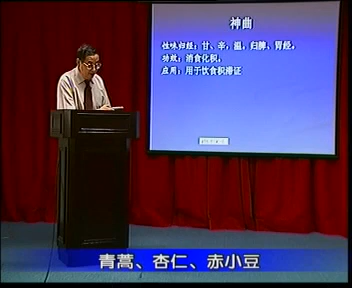 神曲
性味归经：甘、辛，温。归脾、胃经。
功效：消食化积。
应用：用于饮食积滞证
青蒿、杏仁、赤小豆